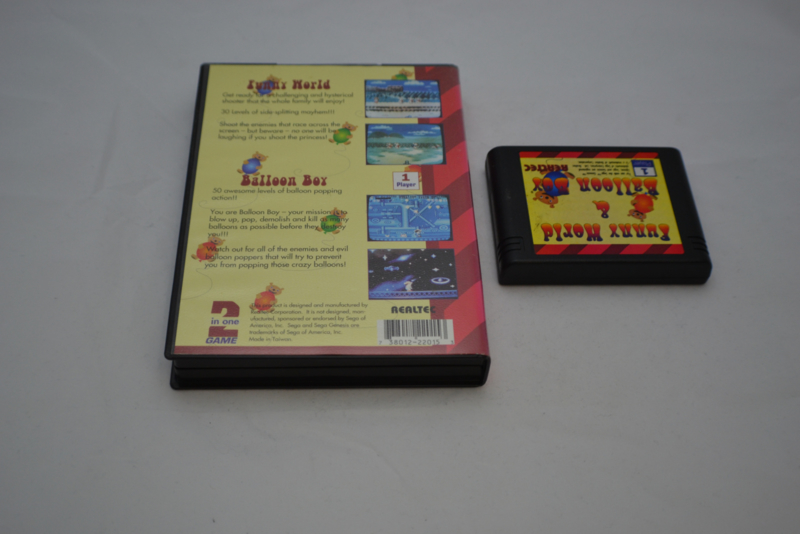 Funny World
Get ready for challenging and hysterical
shooter that the whole family will enjoy!
50 Levels of side-splitting mayhem!!!
Shoot the enemies that race across the
screen – but beware – no one will be
laughing if you shoot the princess!
Balloon Boy
50 awesome levels of balloon popping
action!!
You are Balloon Boy – your mission is
blow up, pop, demolish and kill as many
balloons as possible before they
you!!!
Watch out for all of the enemies and evil
balloon poppers that will try to prevent
you from popping those crazy balloons!
1
Player
2
in one
GAME
product is designed and manufactured by
Realtec Corporation. It is not designed, man-
ufactured, sponsored or endorsed by Sega of
America, Inc. Sega and Sega Genesis are
trademarks of Sega of America, Inc.
Made in Taiwan.
REALTEC
Funny World
&
Balloon Boy
REALTEC
1